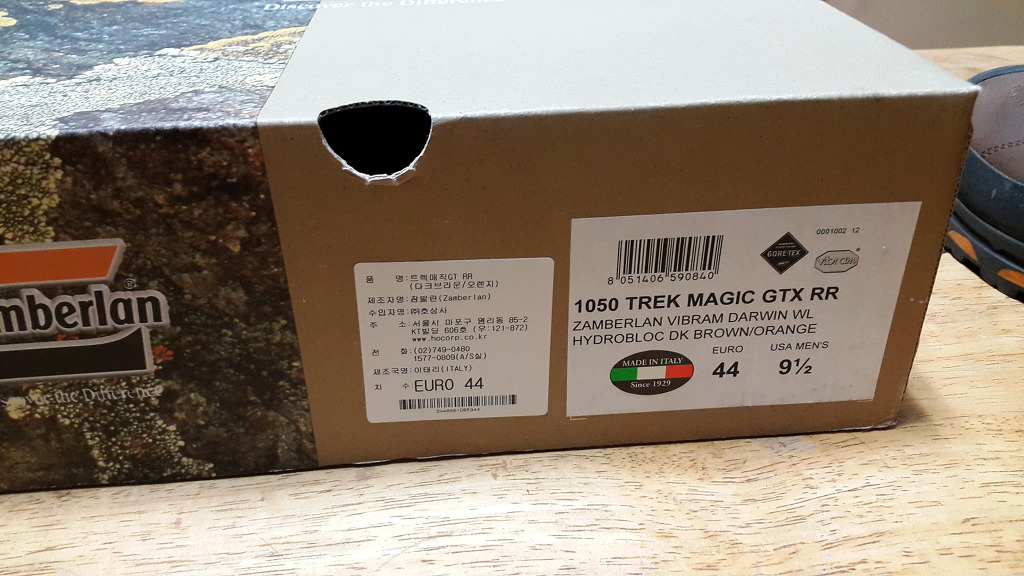 Discover the Difference
amberlan®
the Difference
품 명:트렉매직GT RR
(다크브라운/오렌지)
제조자명:잠발란(Zamberlan)
수입자명:㈜호상사
주 소:서울시 마포구 염리동 85-2
KT빌딩 606호 (우:121-872)
www.hocorp.co.kr
전 화:(02)749-0480
1577-0809(A/S실)
제조국명:이태리(ITALY)
치 수 EURO 44
0001002 12
GORE-TEX
VIBRAM
8 051406 590840
1050 TREK MAGIC GTX RR
ZAMBERLAN VIBRAM DARWIN WL
HYDROBLOC DK BROWN/ORANGE
MADE IN ITALY
Since 1929
EURO
44
USA MEN'S
9½